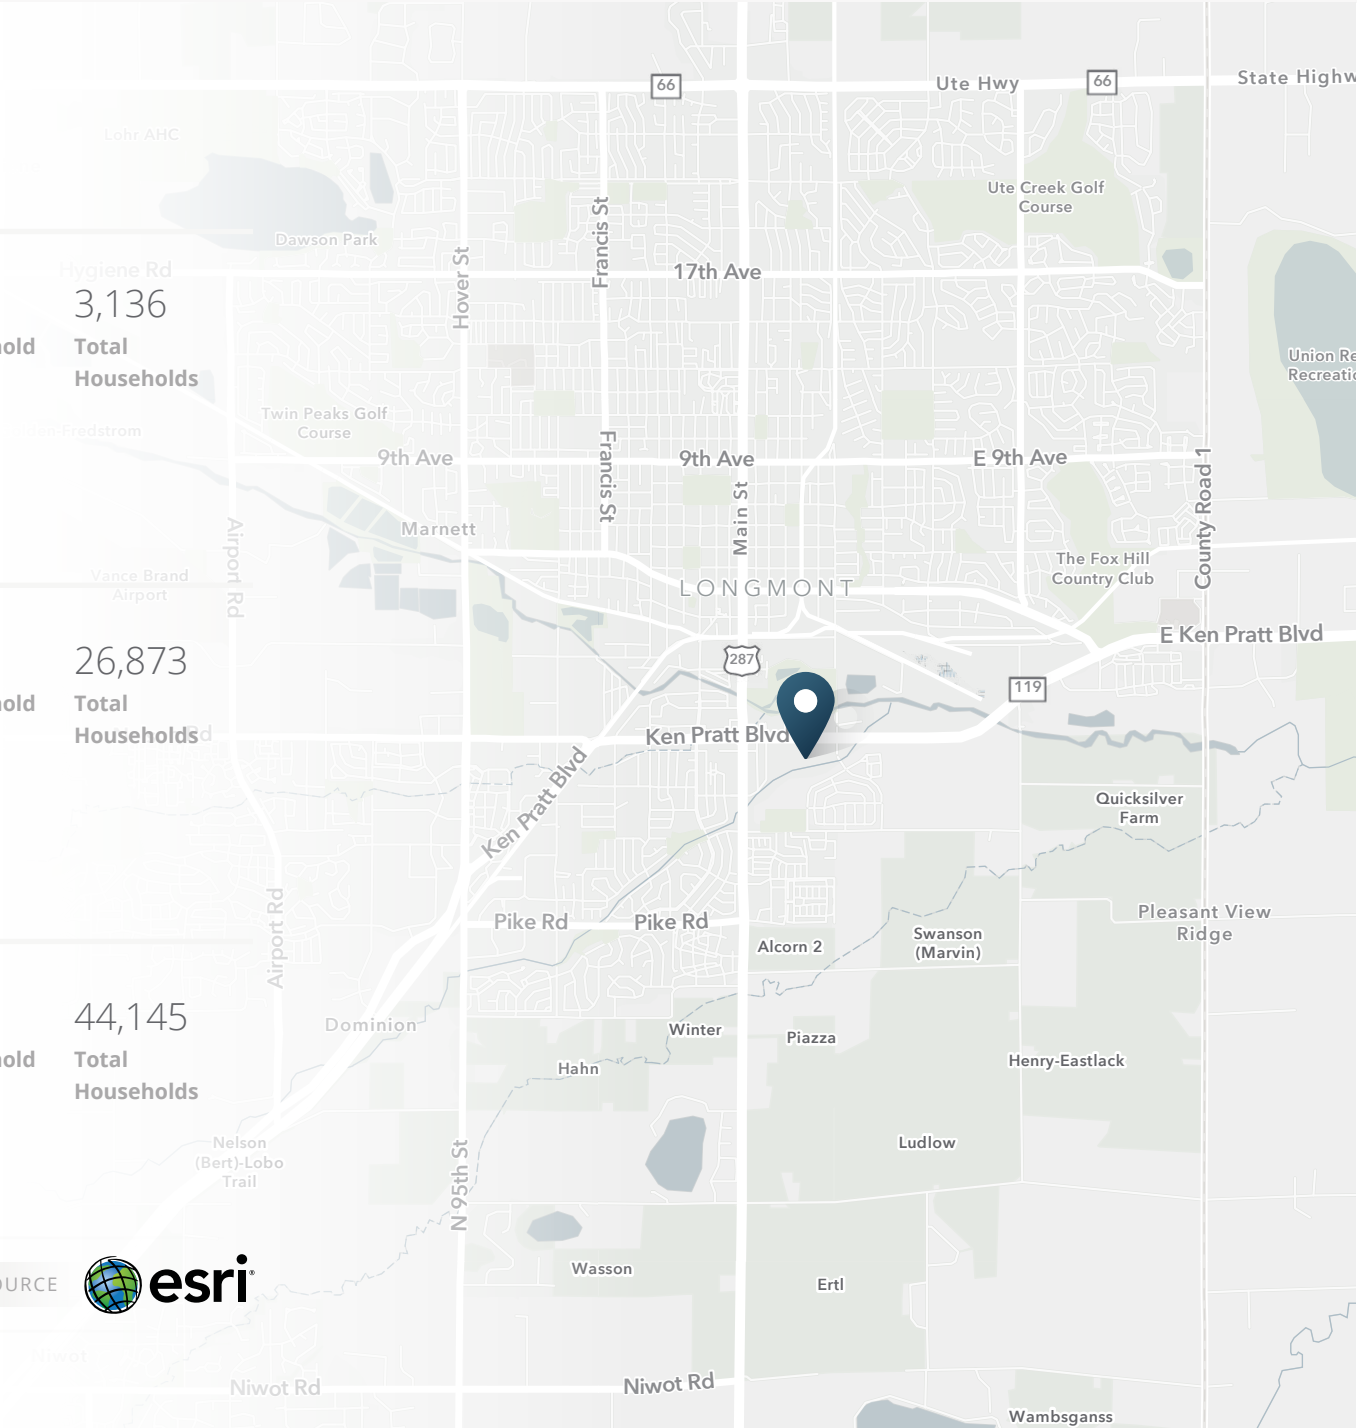 66
Ute Hwy
66
State Highw
Lohr AHC
Ute Creek Golf
Course
Dawson Park
Francis St
Hover St
Hygiene Rd
17th Ave
3,136
old
Total
Households
Union Re
Recreatio
Twin Peaks Golf
Course
Fredstrom
9th Ave
Francis St
9th Ave
E 9th Ave
Main St
County Road 1
Marnett
Airport Rd
The Fox Hill
Country Club
Vance Brand
Airport
LONGMONT
E Ken Pratt Blvd
26,873
287
119
old
Total
Households
Rd
Ken Pratt Blvd
Ken Pratt Blvd
Quicksilver
Farm
Airport Rd
Pike Rd
Pike Rd
Pleasant View
Ridge
Alcorn 2
Swanson
(Marvin)
44,145
Dominion
Winter
Piazza
old
Total
Households
Hahn
Henry-Eastlack
Nelson
(Bert)-Lobo
Trail
Ludlow
N 95th St
OURCE
esri
Wasson
Ertl
Niwot
Niwot Rd
Niwot Rd
Wambsganss